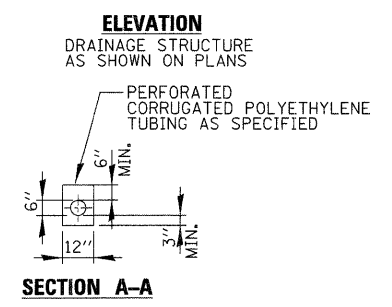 ELEVATION
DRAINAGE STRUCTURE
AS SHOWN ON PLANS
PERFORATED
CORRUGATED POLYETHYLENE
TUBING AS SPECIFIED
6"
MIN.
6"
12"
3"
MIN.
SECTION A–A